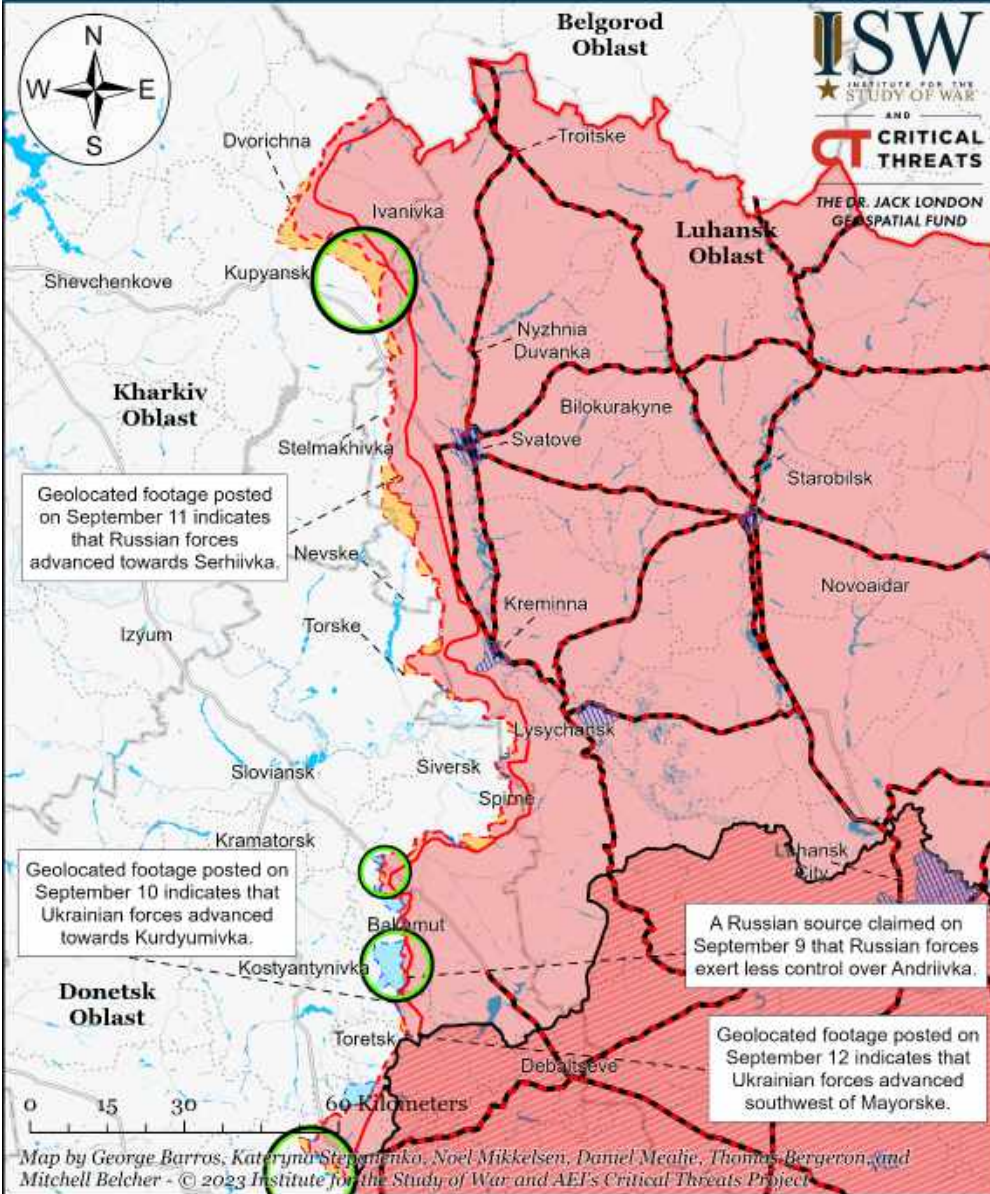 Belgorod
Oblast
ISW
INSTITUTE FOR THE
STUDY OF WAR
AND
CT CRITICAL
THREATS
THE DR. JACK LONDON
GEOSPATIAL FUND
N
W
E
S
Dvorichna
Troitske
Ivanivka
Luhansk
Oblast
Shevchenkove
Kupyansk
Nyzhnia
Duvanka
Kharkiv
Oblast
Bilokurakyne
Stelmakhivka
Svatove
Starobilsk
Geolocated footage posted
on September 11 indicates
that Russian forces
advanced towards Serhiivka.
Nevske
Novoaidar
Kreminna
Izyum
Torske
Lysychansk
Sloviansk
Siversk
Spirne
Kramatorsk
Luhansk
City
Geolocated footage posted on
September 10 indicates that
Ukrainian forces advanced
towards Kurdyumivka.
Bakhmut
A Russian source claimed on
September 9 that Russian forces
exert less control over Andriivka.
Kostyantynivka
Donetsk
Oblast
Toretsk
Geolocated footage posted on
September 12 indicates that
Ukrainian forces advanced
southwest of Mayorske.
Debaltseve
0 15 30 60 Kilometers
Map by George Barros, Kateryna Stepanenko, Noel Mikkelsen, Daniel Mealie, Thomas Bergeron, and
Mitchell Belcher - © 2023 Institute for the Study of War and AEI's Critical Threats Project